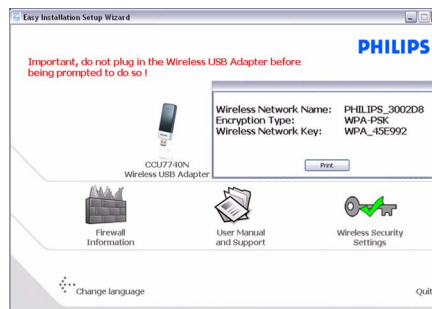 Easy Installation Setup Wizard
PHILIPS
Important, do not plug in the Wireless USB Adapter before
being prompted to do so !
Wireless Network Name: PHILIPS_3002D8
Encryption Type: WPA-PSK
Wireless Network Key: WPA_45E992
Print
CCU7740N
Wireless USB Adapter
Firewall
Information
User Manual
and Support
Wireless Security
Settings
Change language
Quit